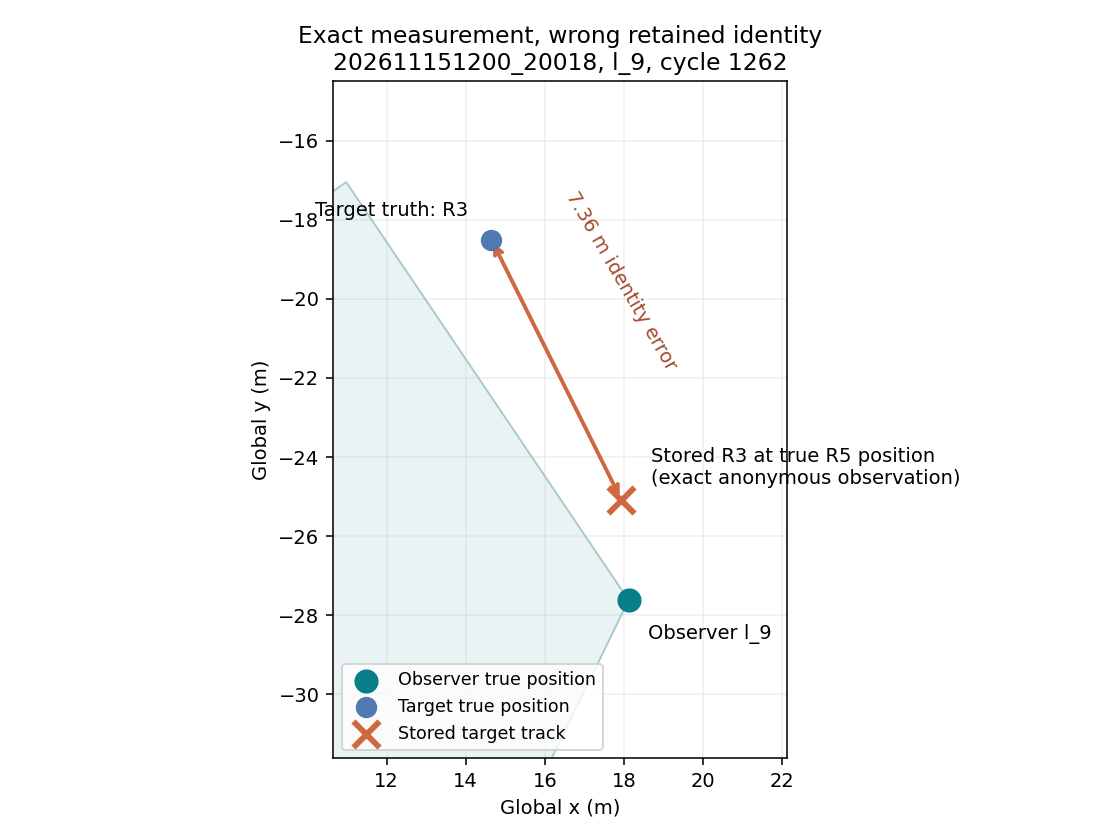 Exact measurement, wrong retained identity
202611151200_20018, l_9, cycle 1262
−16
−18
−20
−22
−24
−26
−28
−30
Global y (m)
Target truth: R3
7.36 m identity error
Stored R3 at true R5 position
(exact anonymous observation)
Observer l_9
Observer true position
Target true position
Stored target track
12
14
16
18
20
22
Global x (m)